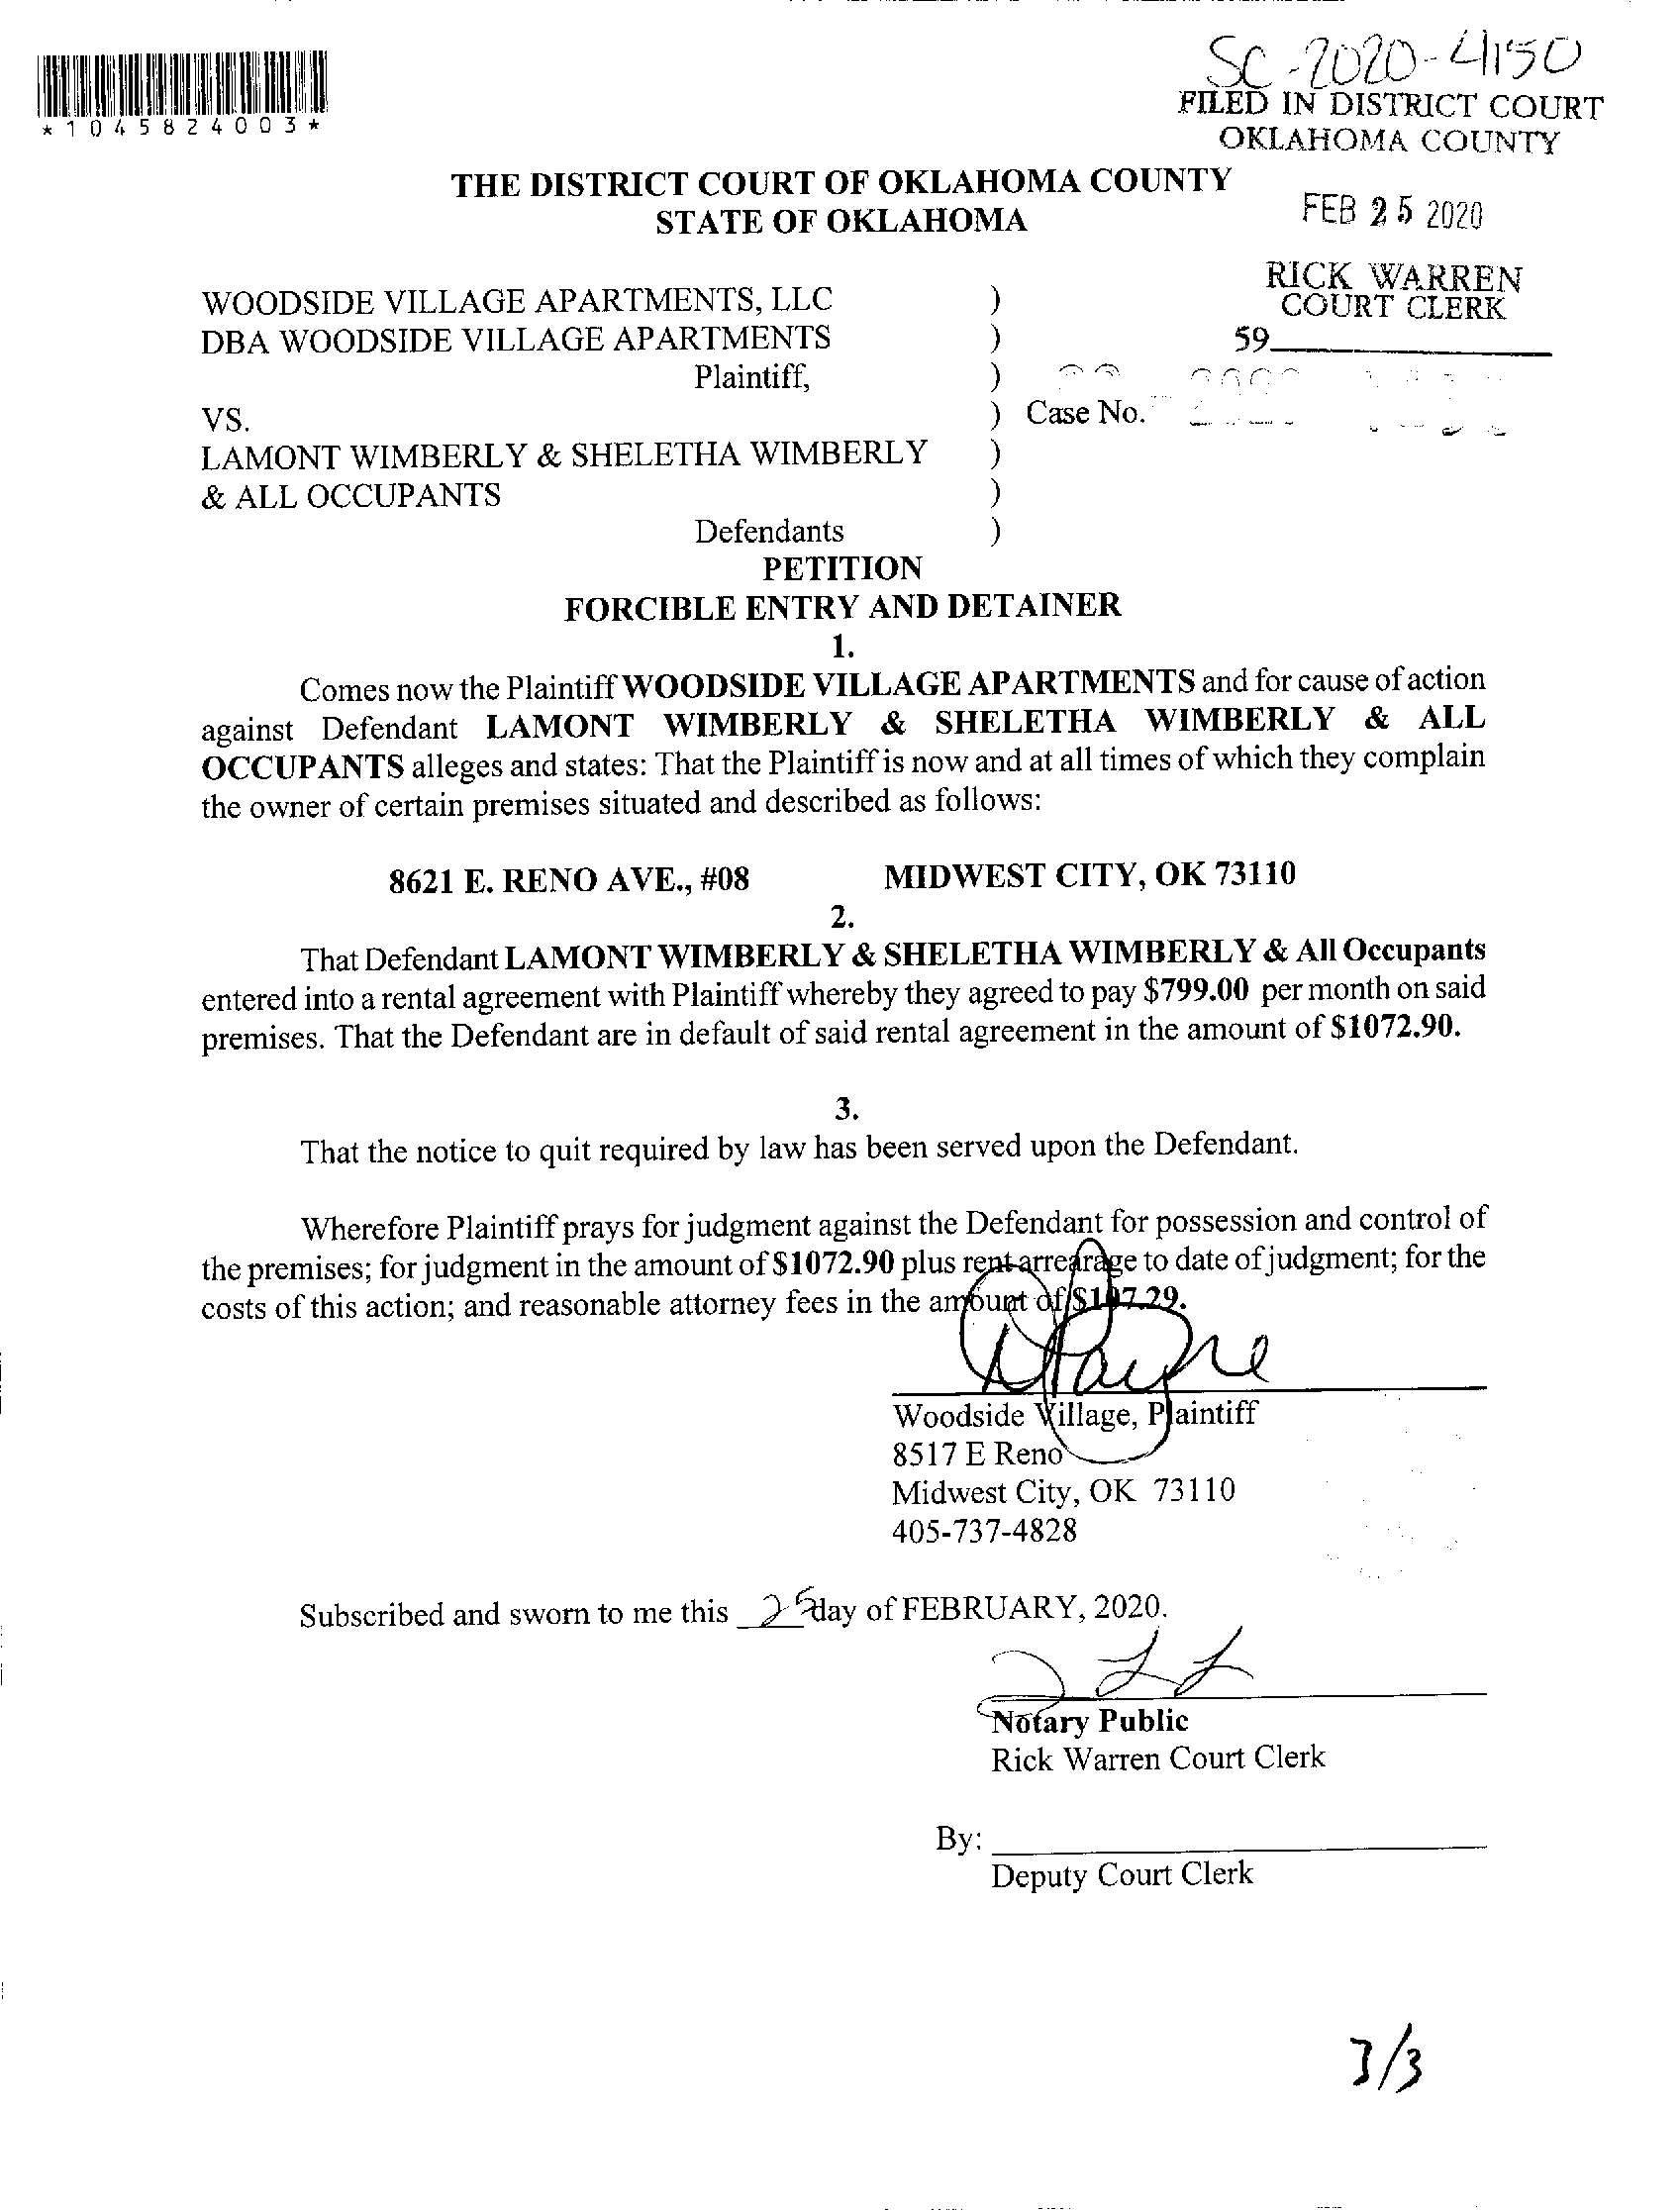 SC-2020-4150
*1045824003*
FILED IN DISTRICT COURT
OKLAHOMA COUNTY
THE DISTRICT COURT OF OKLAHOMA COUNTY
STATE OF OKLAHOMA
FEB 25 2020
RICK WARREN
COURT CLERK
59
WOODSIDE VILLAGE APARTMENTS, LLC )
DBA WOODSIDE VILLAGE APARTMENTS )
Plaintiff, )
VS. ) Case No.
LAMONT WIMBERLY & SHELETHA WIMBERLY )
& ALL OCCUPANTS )
Defendants )
PETITION
FORCIBLE ENTRY AND DETAINER
1.
Comes now the Plaintiff WOODSIDE VILLAGE APARTMENTS and for cause of action
against Defendant LAMONT WIMBERLY & SHELETHA WIMBERLY & ALL
OCCUPANTS alleges and states: That the Plaintiff is now and at all times of which they complain
the owner of certain premises situated and described as follows:
8621 E. RENO AVE., #08 MIDWEST CITY, OK 73110
2.
That Defendant LAMONT WIMBERLY & SHELETHA WIMBERLY & All Occupants
entered into a rental agreement with Plaintiff whereby they agreed to pay $799.00 per month on said
premises. That the Defendant are in default of said rental agreement in the amount of $1072.90.
3.
That the notice to quit required by law has been served upon the Defendant.
Wherefore Plaintiff prays for judgment against the Defendant for possession and control of
the premises; for judgment in the amount of $1072.90 plus rent arrearage to date of judgment; for the
costs of this action; and reasonable attorney fees in the amount of $107.29.
DPayne
Woodside Village, Plaintiff
8517 E Reno
Midwest City, OK 73110
405-737-4828
Subscribed and sworn to me this 25 day of FEBRUARY, 2020.
Notary Public
Rick Warren Court Clerk
By:
Deputy Court Clerk
3/3